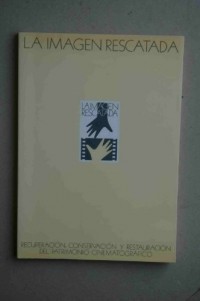 LA IMAGEN RESCATADA
LA IMAGEN
RESCATADA
RECUPERACIÓN, CONSERVACIÓN Y RESTAURACIÓN
DEL PATRIMONIO CINEMATOGRÁFICO